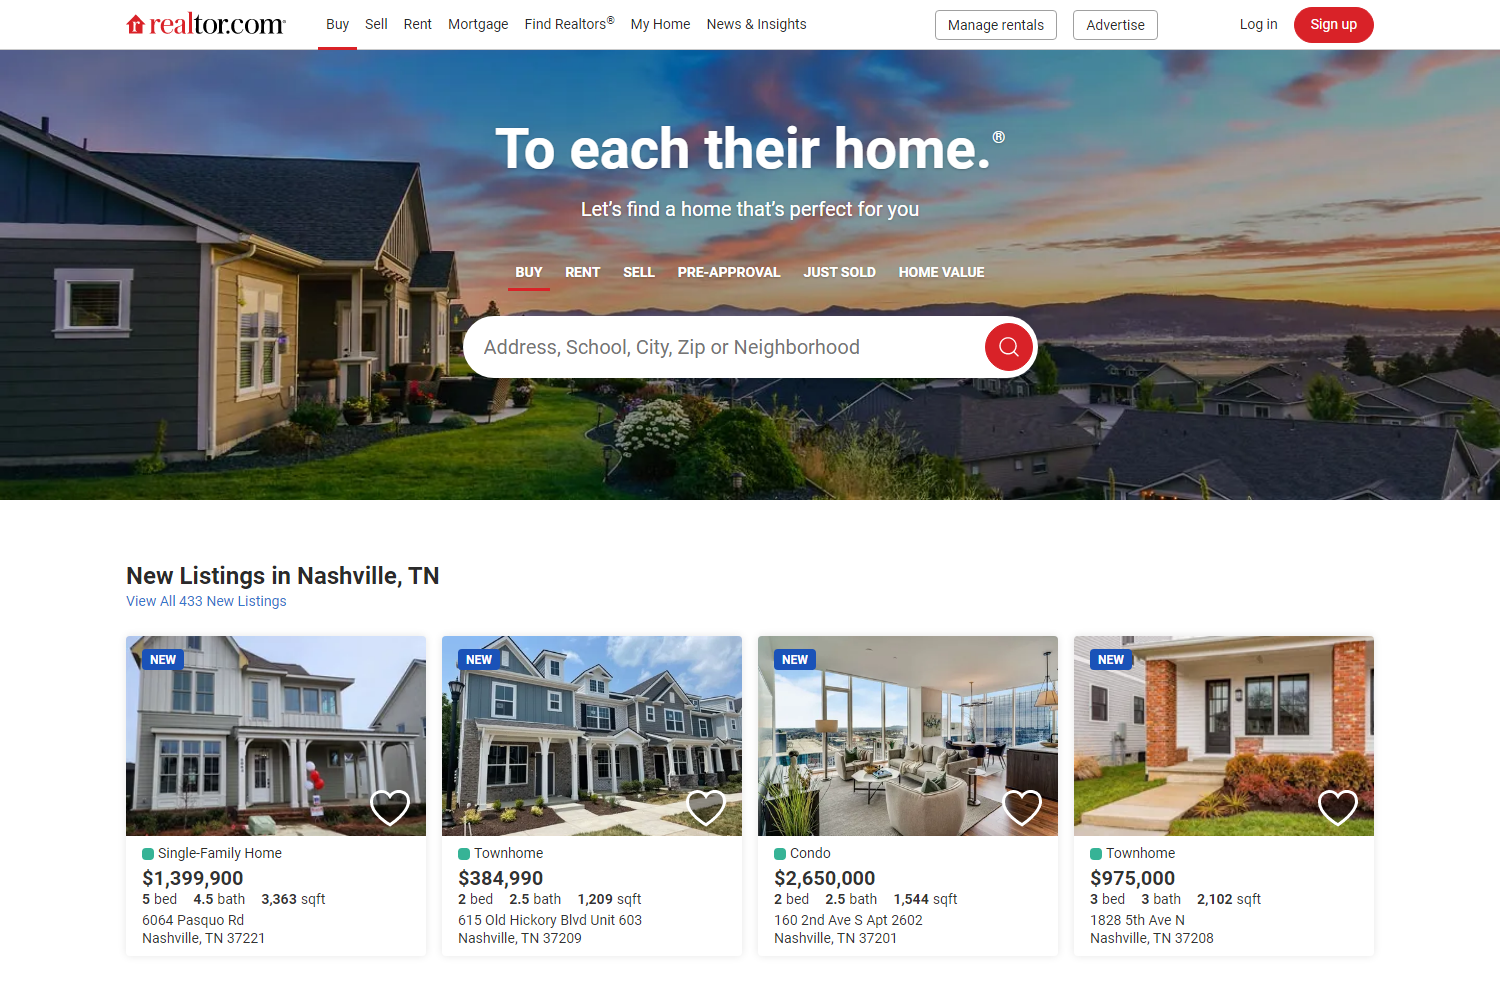 realtor.com®
Buy Sell Rent Mortgage Find Realtors® My Home News & Insights
Manage rentals Advertise Log in Sign up
To each their home.®
Let's find a home that's perfect for you
BUY RENT SELL PRE-APPROVAL JUST SOLD HOME VALUE
Address, School, City, Zip or Neighborhood
New Listings in Nashville, TN
View All 433 New Listings
NEW
Single-Family Home
$1,399,900
5 bed 4.5 bath 3,363 sqft
6064 Pasquo Rd
Nashville, TN 37221
NEW
Townhome
$384,990
2 bed 2.5 bath 1,209 sqft
615 Old Hickory Blvd Unit 603
Nashville, TN 37209
NEW
Condo
$2,650,000
2 bed 2.5 bath 1,544 sqft
160 2nd Ave S Apt 2602
Nashville, TN 37201
NEW
Townhome
$975,000
3 bed 3 bath 2,102 sqft
1828 5th Ave N
Nashville, TN 37208